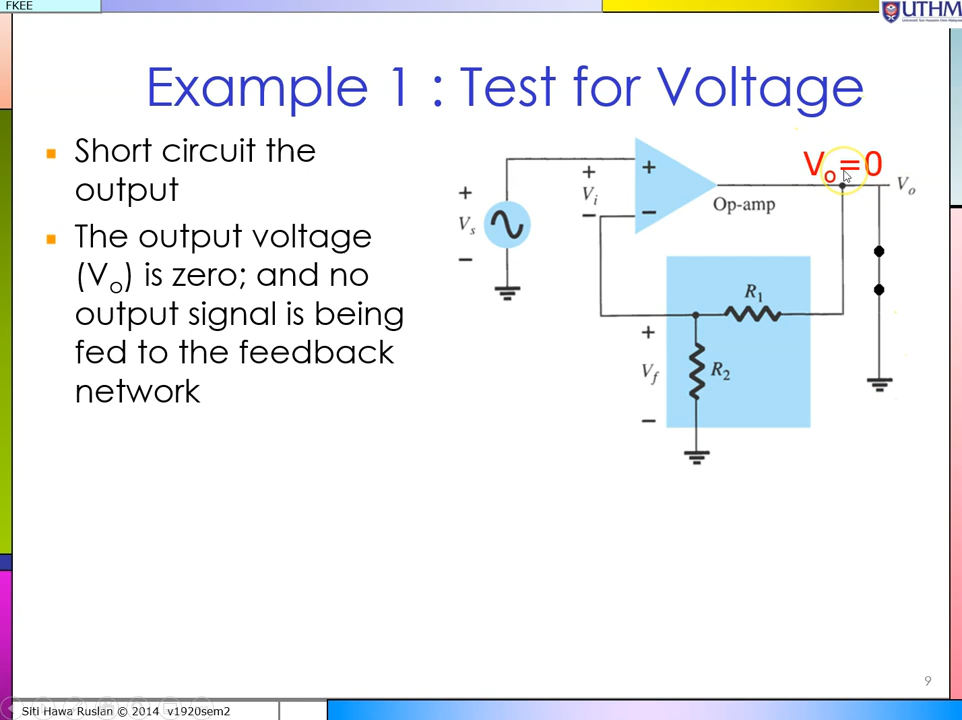 FKEE
UTHM
Example 1 : Test for Voltage
Short circuit the
output
The output voltage
(Vo) is zero; and no
output signal is being
fed to the feedback
network
Vo=0
Vo
+
Vi
−
+
−
Op-amp
+
Vs
−
R1
+
Vf
−
R2
9
Siti Hawa Ruslan © 2014 v1920sem2